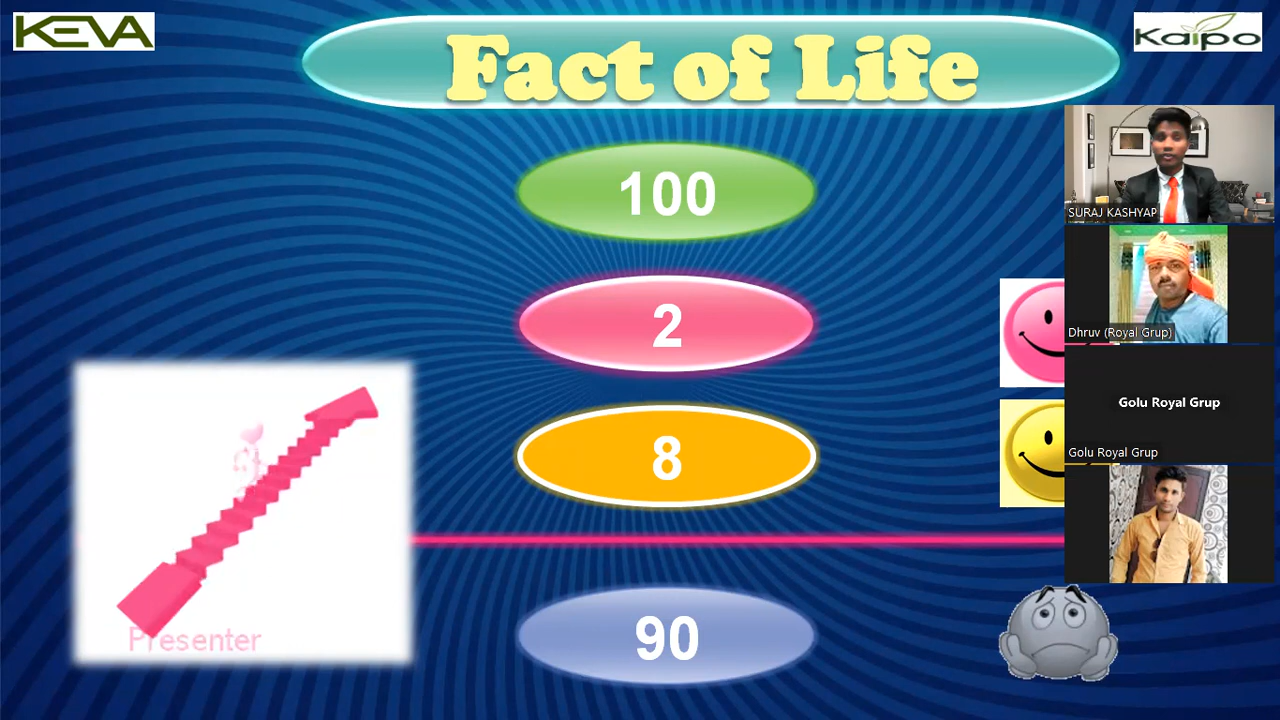 KEVA
Fact of Life
Kaipo
100
2
8
90
Presenter
SURAJ KASHYAP
Dhruv (Royal Grup)
Golu Royal Grup
Golu Royal Grup